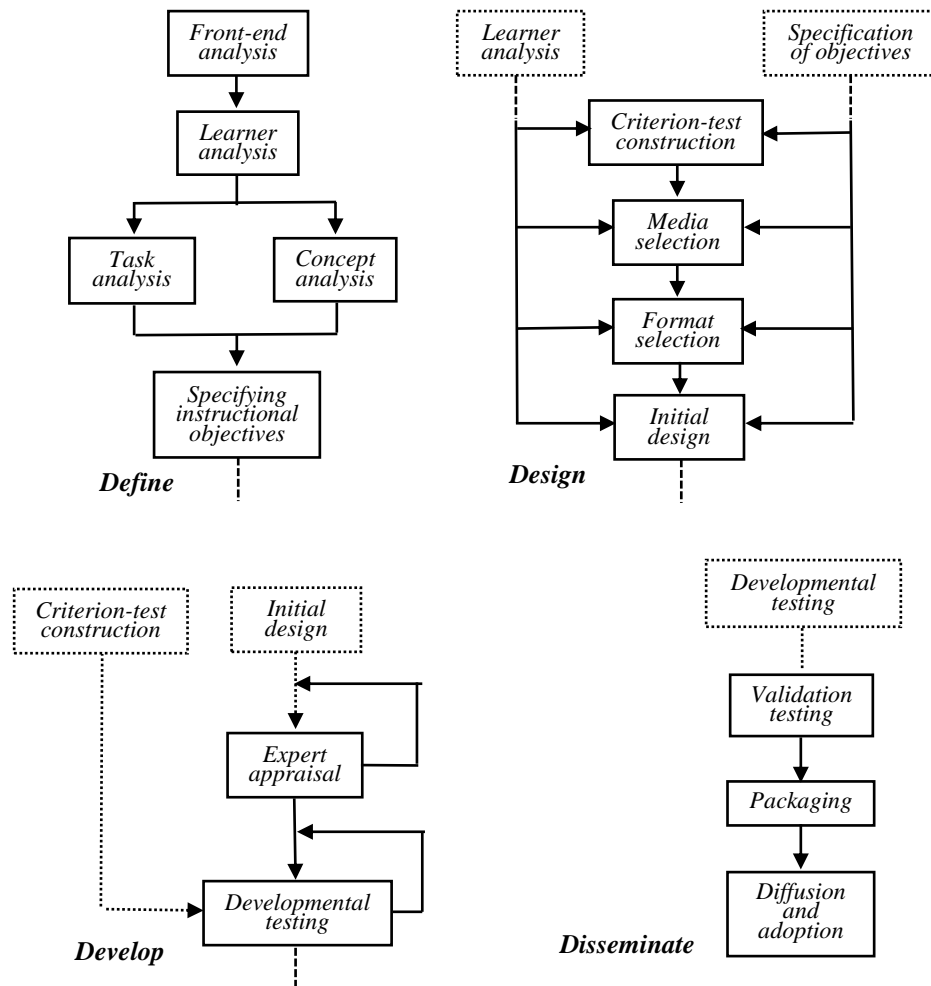 Front-end
analysis
Learner
analysis
Task
analysis
Concept
analysis
Specifying
instructional
objectives
Define
Learner
analysis
Specification
of objectives
Criterion-test
construction
Media
selection
Format
selection
Initial
design
Design
Criterion-test
construction
Initial
design
Expert
appraisal
Developmental
testing
Develop
Developmental
testing
Validation
testing
Packaging
Diffusion
and
adoption
Disseminate